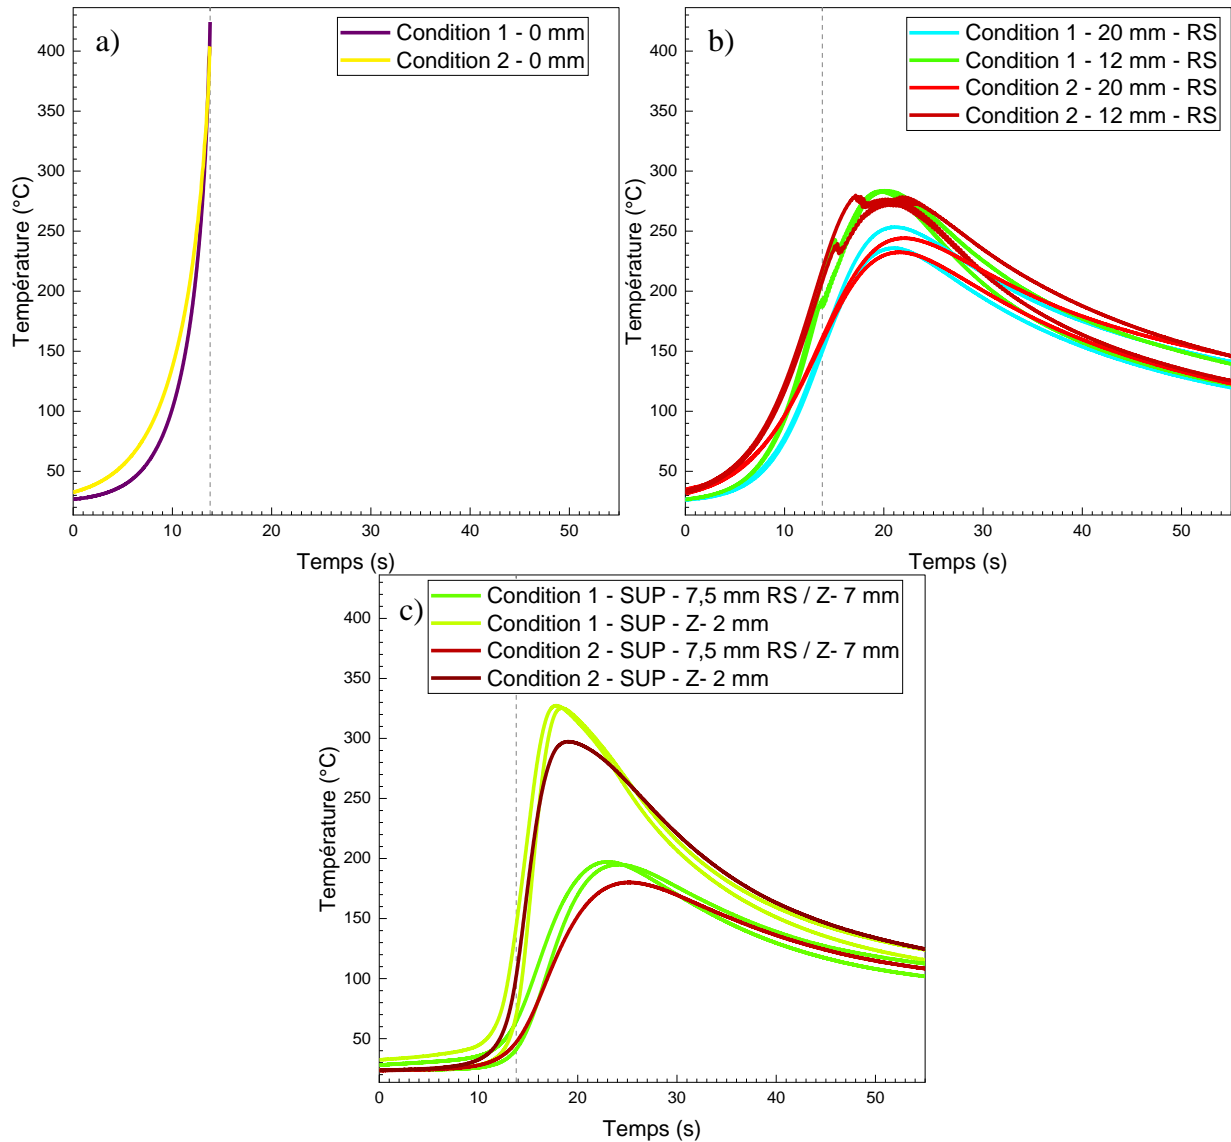 a)
Condition 1 - 0 mm
Condition 2 - 0 mm
400
350
300
250
200
150
100
50
0
10
20
30
40
50
Température (°C)
Temps (s)
b)
Condition 1 - 20 mm - RS
Condition 1 - 12 mm - RS
Condition 2 - 20 mm - RS
Condition 2 - 12 mm - RS
400
350
300
250
200
150
100
50
0
10
20
30
40
50
Température (°C)
Temps (s)
c)
Condition 1 - SUP - 7,5 mm RS / Z- 7 mm
Condition 1 - SUP - Z- 2 mm
Condition 2 - SUP - 7,5 mm RS / Z- 7 mm
Condition 2 - SUP - Z- 2 mm
400
350
300
250
200
150
100
50
0
10
20
30
40
50
Température (°C)
Temps (s)